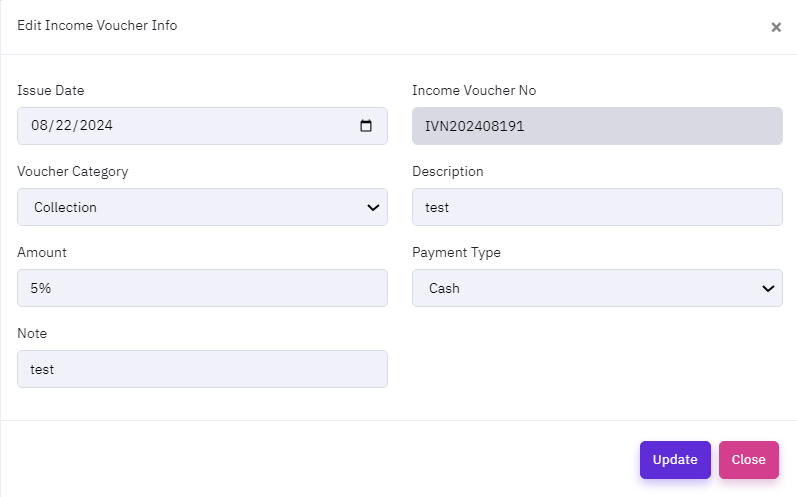 Edit Income Voucher Info
×
Issue Date
Income Voucher No
08/22/2024
IVN202408191
Voucher Category
Description
Collection
test
Amount
Payment Type
5%
Cash
Note
test
Update
Close